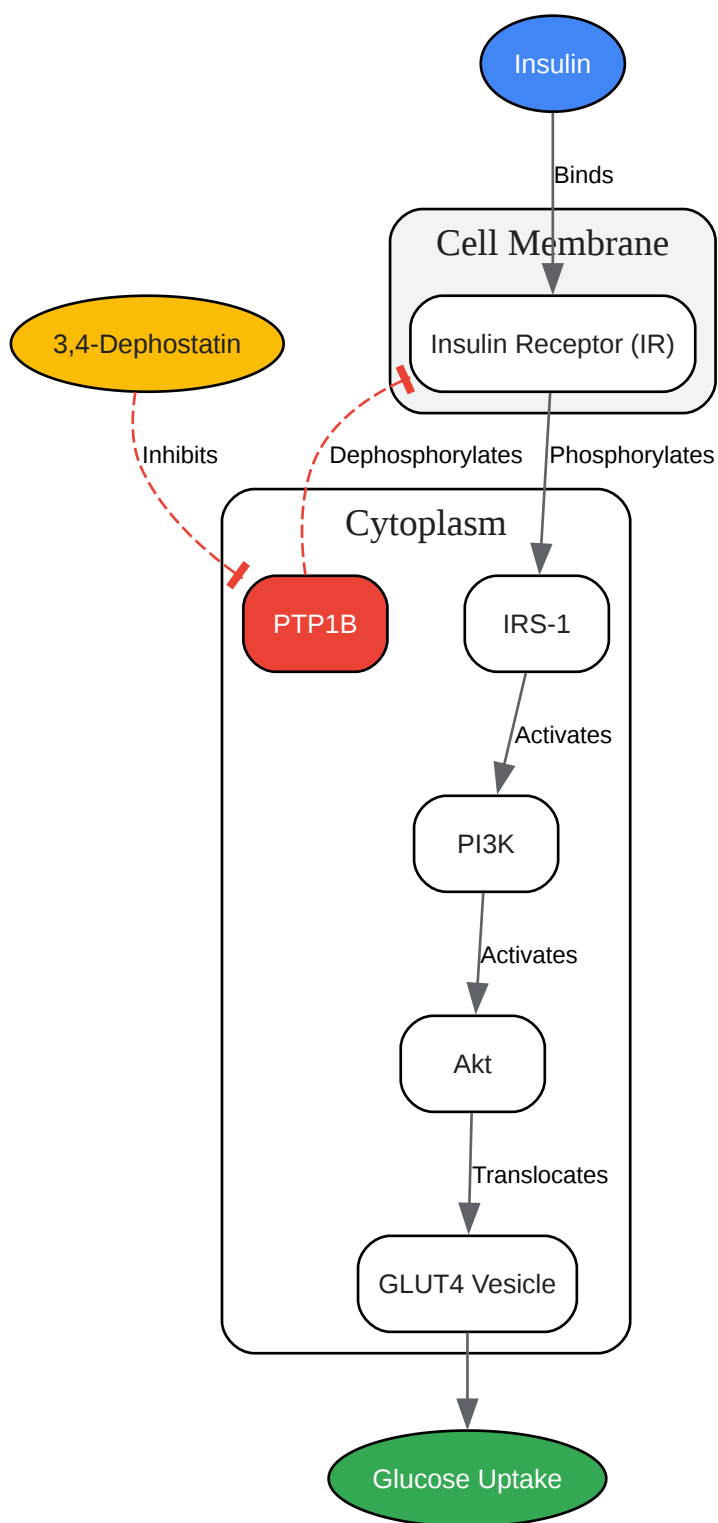 Insulin
Binds
Cell Membrane
3,4-Dephostatin
Insulin Receptor (IR)
Inhibits
Dephosphorylates
Phosphorylates
Cytoplasm
PTP1B
IRS-1
Activates
PI3K
Activates
Akt
Translocates
GLUT4 Vesicle
Glucose Uptake